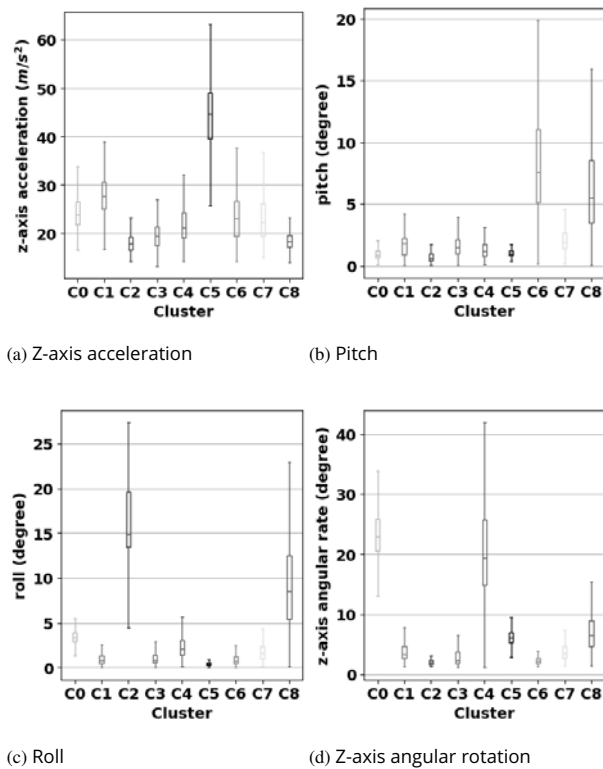 60
50
40
30
20
z-axis acceleration (m/s²)
C0 C1 C2 C3 C4 C5 C6 C7 C8
Cluster
(a) Z-axis acceleration
20
15
10
5
0
pitch (degree)
C0 C1 C2 C3 C4 C5 C6 C7 C8
Cluster
(b) Pitch
25
20
15
10
5
0
roll (degree)
C0 C1 C2 C3 C4 C5 C6 C7 C8
Cluster
(c) Roll
40
30
20
10
0
z-axis angular rate (degree)
C0 C1 C2 C3 C4 C5 C6 C7 C8
Cluster
(d) Z-axis angular rotation